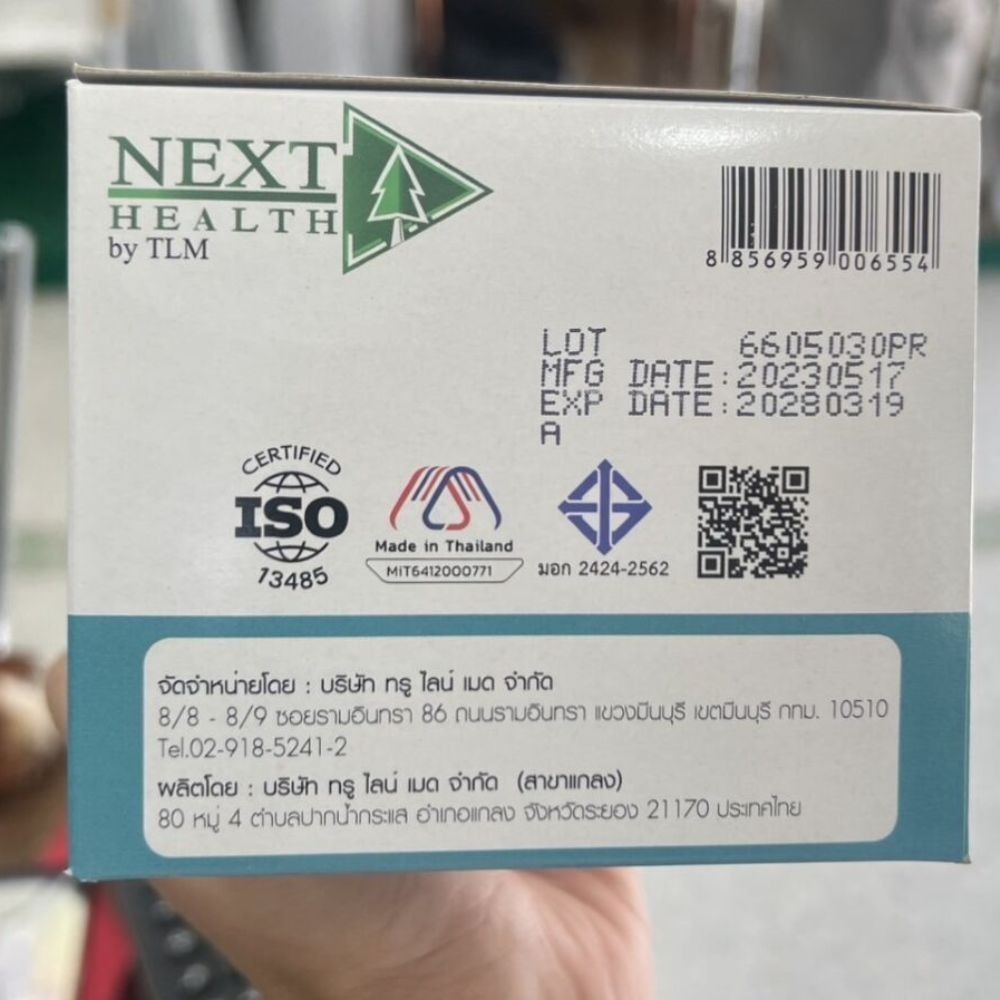 NEXT
HEALTH
by TLM
8 856959 006554
LOT 6605030PR
MFG DATE:20230517
EXP DATE:20280319
A
CERTIFIED
ISO
13485
Made in Thailand
MiT6412000771
มอก 2424-2562
จัดจำหน่ายโดย : บริษัท ทรู ไลน์ เมด จำกัด
8/8 - 8/9 ซอยรามอินทรา 86 ถนนรามอินทรา แขวงมีนบุรี เขตมีนบุรี กทม. 10510
Tel.02-918-5241-2
ผลิตโดย : บริษัท ทรู ไลน์ เมด จำกัด (สาขาแกลง)
80 หมู่ 4 ตำบลปากน้ำกระแส อำเภอแกลง จังหวัดระยอง 21170 ประเทศไทย